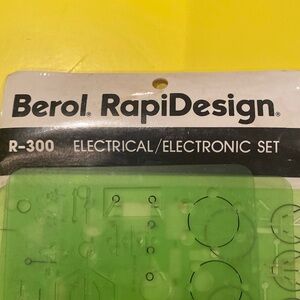 Berol® RapiDesign®
R-300 ELECTRICAL/ELECTRONIC SET